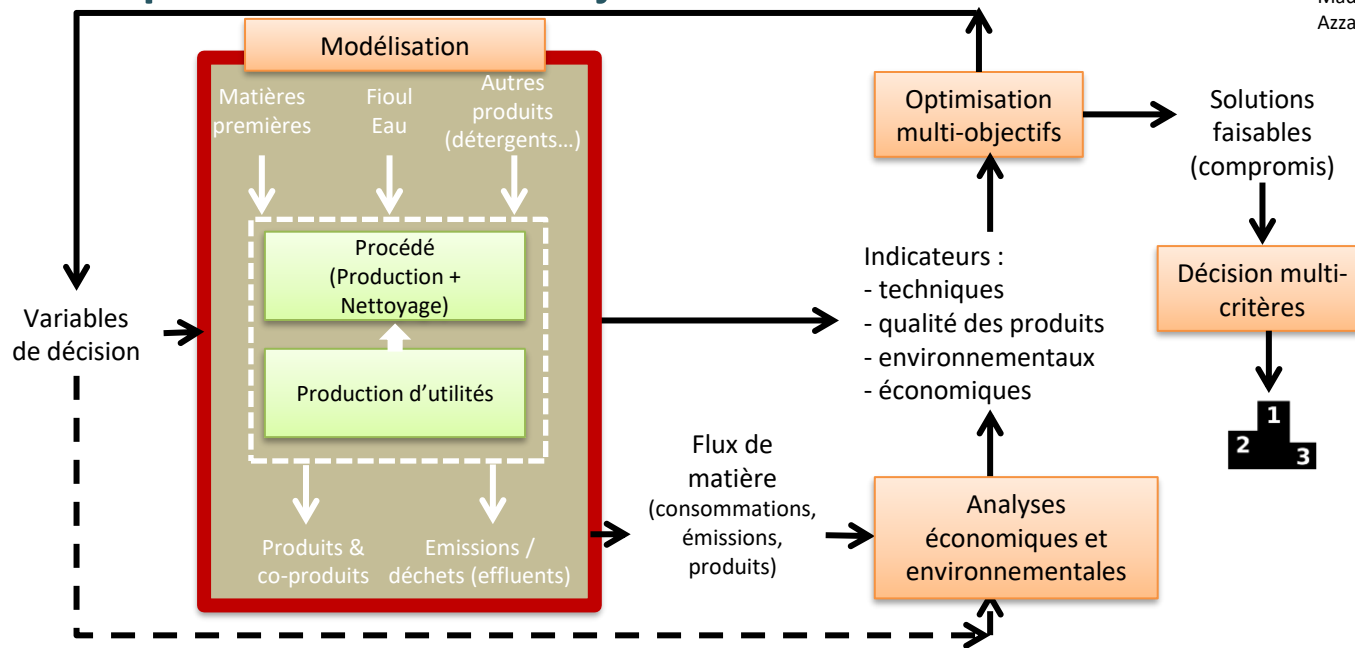 Azza
Modélisation
Matières
premières
Fioul
Eau
Autres
produits
(détergents…)
Procédé
(Production +
Nettoyage)
Production d’utilités
Produits &
co-produits
Emissions /
déchets (effluents)
Variables
de décision
Flux de
matière
(consommations,
émissions,
produits)
Optimisation
multi-objectifs
Indicateurs :
- techniques
- qualité des produits
- environnementaux
- économiques
Analyses
économiques et
environnementales
Solutions
faisables
(compromis)
Décision multi-
critères
1
2
3